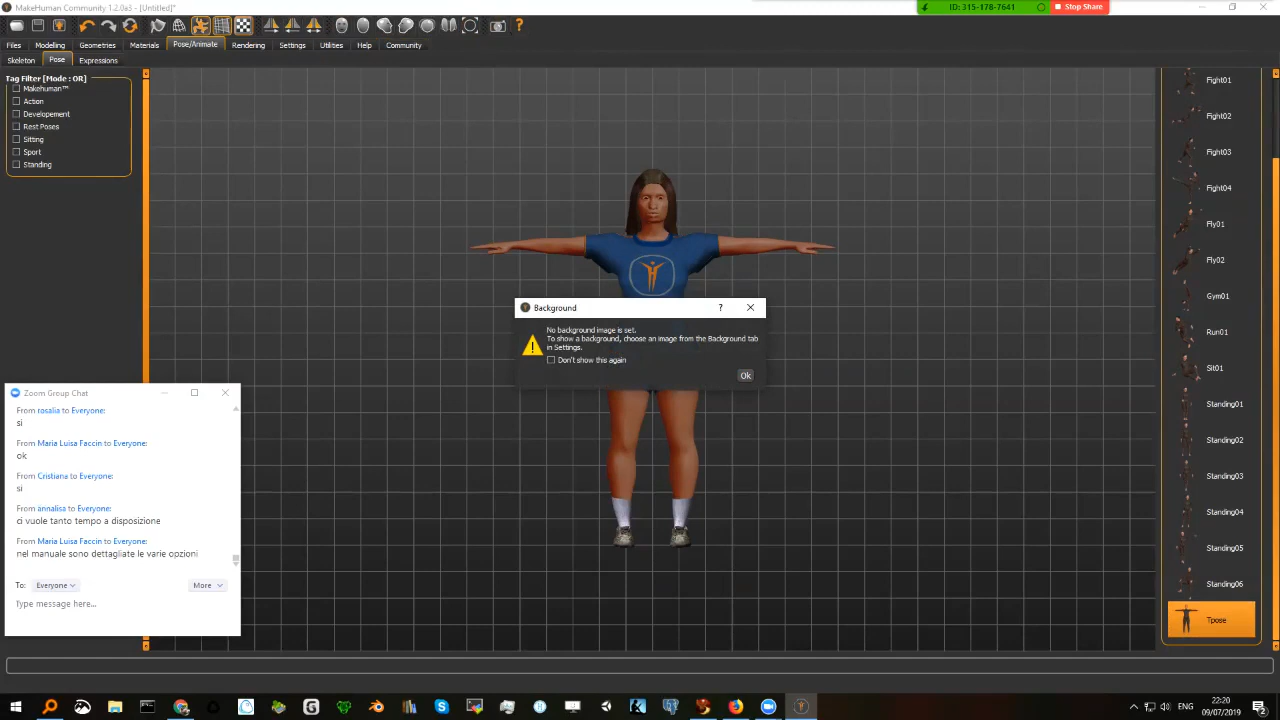 MakeHuman Community 1.2.0a3 - [Untitled]*
ID: 315-178-7641
Stop Share
Files
Modelling
Geometries
Materials
Pose/Animate
Rendering
Settings
Utilities
Help
Community
Skeleton
Pose
Expressions
Tag Filter [Mode : OR]
Makehuman™
Action
Developement
Rest Poses
Sitting
Sport
Standing
Background
No background image is set.
To show a background, choose an image from the Background tab
in Settings.
Don't show this again
Ok
Fight01
Fight02
Fight03
Fight04
Fly01
Fly02
Gym01
Run01
Sit01
Standing01
Standing02
Standing03
Standing04
Standing05
Standing06
Tpose
Zoom Group Chat
From rosalia to Everyone:
si
From Maria Luisa Faccin to Everyone:
ok
From Cristiana to Everyone:
si
From annalisa to Everyone:
ci vuole tanto tempo a disposizione
From Maria Luisa Faccin to Everyone:
nel manuale sono dettagliate le varie opzioni
To: Everyone
More
Type message here...
ENG
22:20
09/07/2019
2